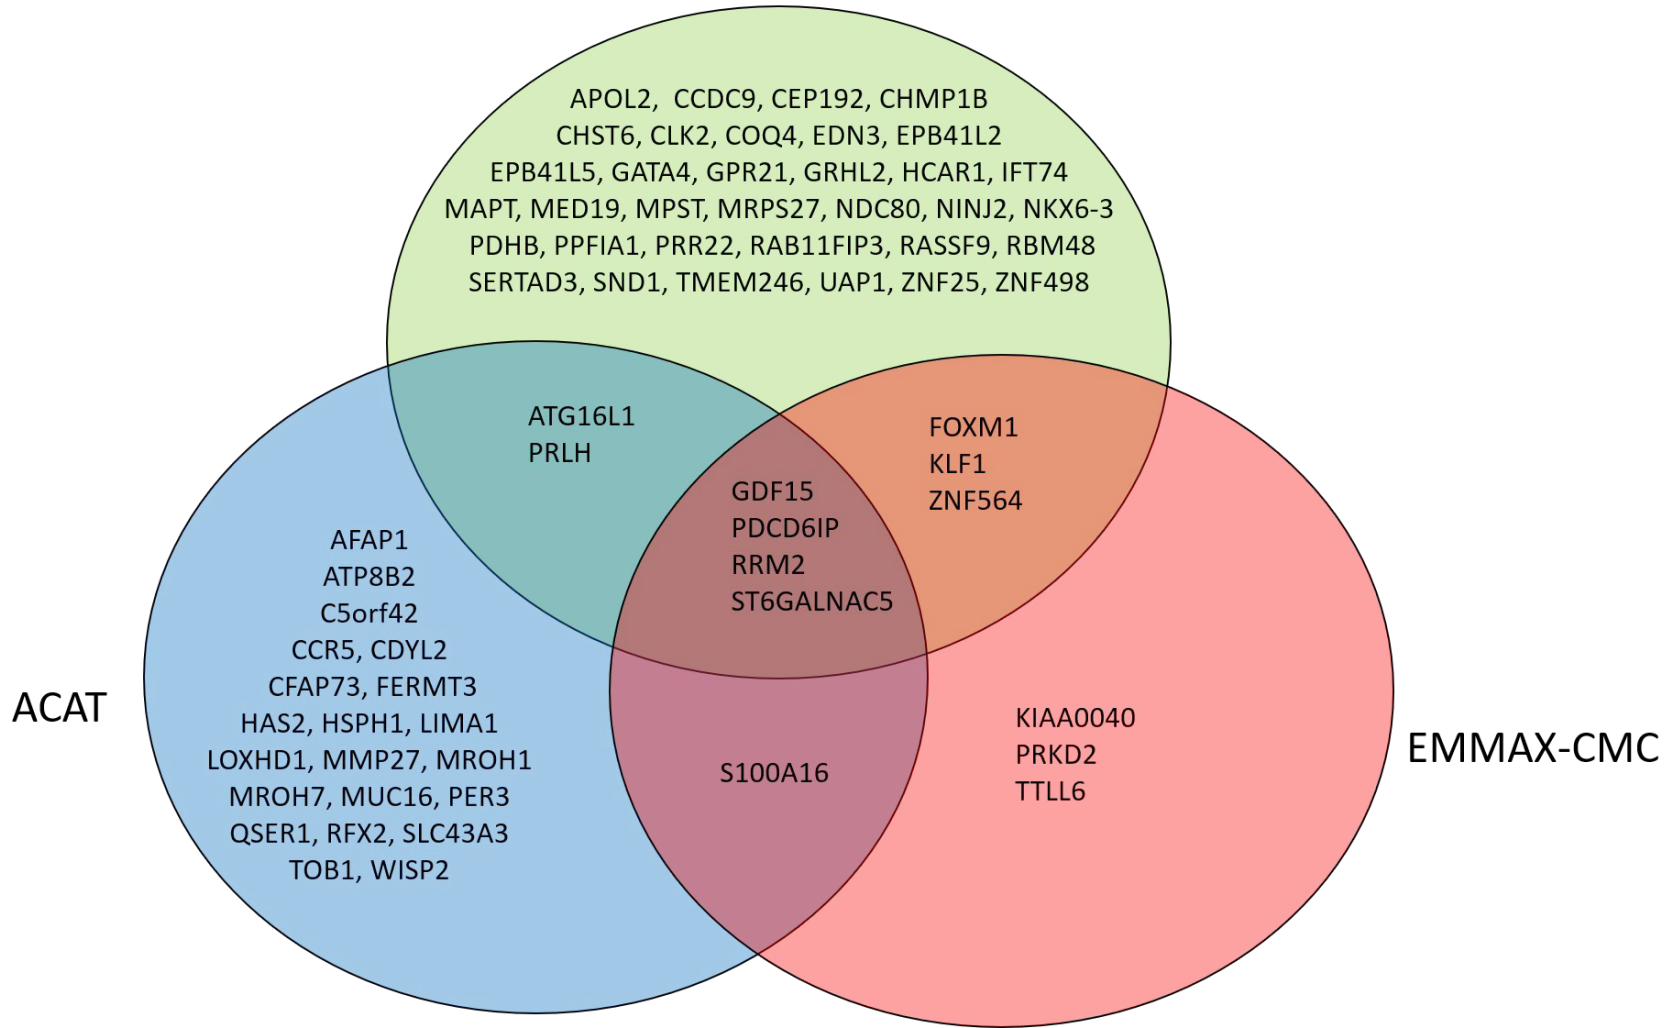 APOL2, CCDC9, CEP192, CHMP1B
CHST6, CLK2, COQ4, EDN3, EPB41L2
EPB41L5, GATA4, GPR21, GRHL2, HCAR1, IFT74
MAPT, MED19, MPST, MRPS27, NDC80, NINJ2, NKX6-3
PDHB, PPFIA1, PRR22, RAB11FIP3, RASSF9, RBM48
SERTAD3, SND1, TMEM246, UAP1, ZNF25, ZNF498
ATG16L1
PRLH
FOXM1
KLF1
ZNF564
GDF15
PDCD6IP
RRM2
ST6GALNAC5
AFAP1
ATP8B2
C5orf42
CCR5, CDYL2
CFAP73, FERMT3
HAS2, HSPH1, LIMA1
LOXHD1, MMP27, MROH1
MROH7, MUC16, PER3
QSER1, RFX2, SLC43A3
TOB1, WISP2
ACAT
S100A16
KIAA0040
PRKD2
TTLL6
EMMAX-CMC